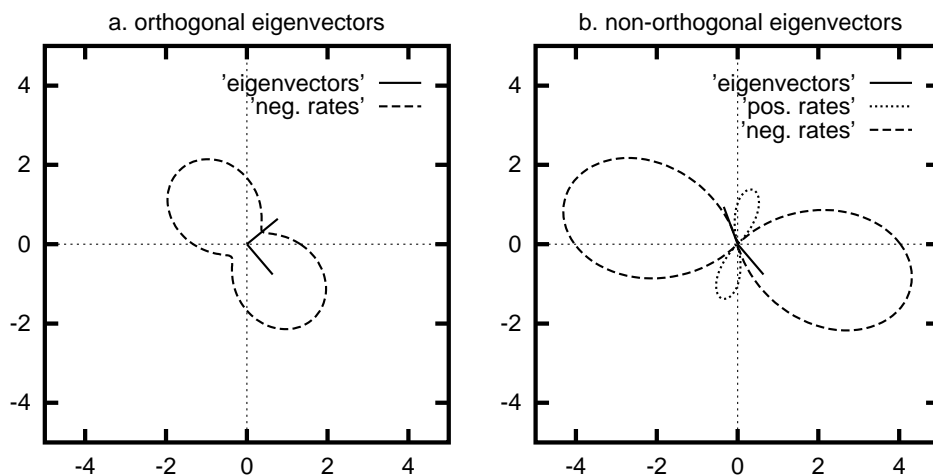 a. orthogonal eigenvectors
4
2
0
-2
-4
'eigenvectors'
'neg. rates'
-4 -2 0 2 4
b. non-orthogonal eigenvectors
4
2
0
-2
-4
'eigenvectors'
'pos. rates'
'neg. rates'
-4 -2 0 2 4